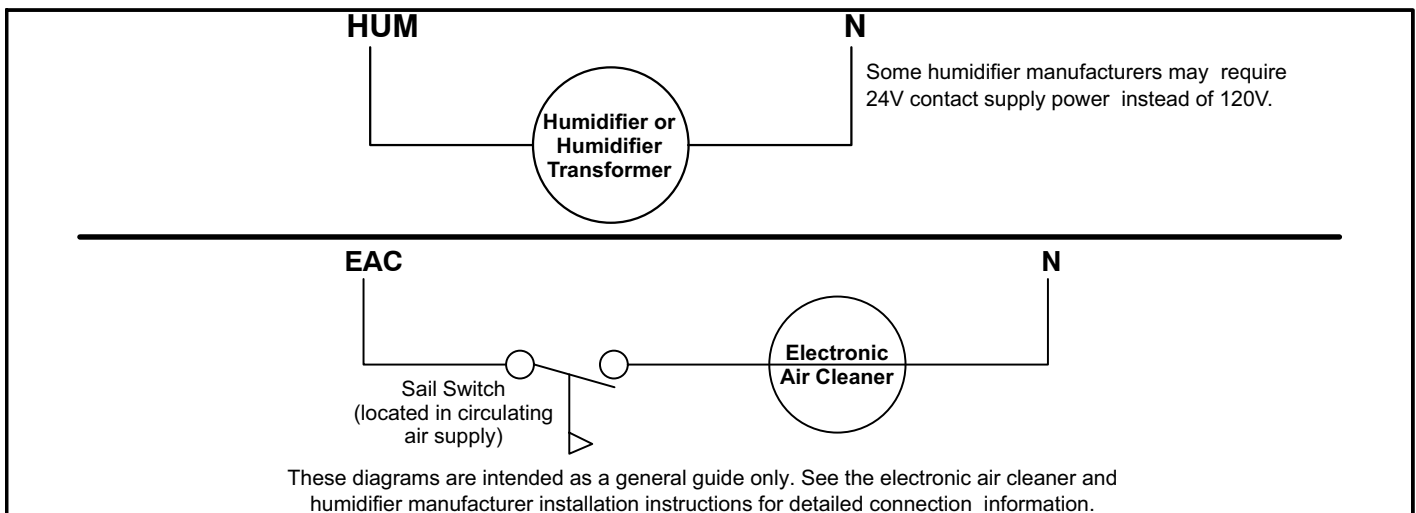 HUM N
Some humidifier manufacturers may require
24V contact supply power instead of 120V.
Humidifier or
Humidifier
Transformer
EAC N
Sail Switch
(located in circulating
air supply)
Electronic
Air Cleaner
These diagrams are intended as a general guide only. See the electronic air cleaner and
humidifier manufacturer installation instructions for detailed connection information.